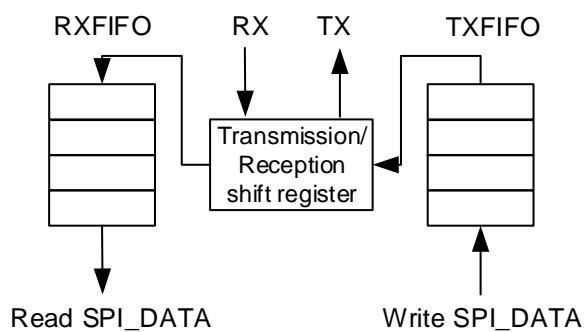 RXFIFO RX TX TXFIFO
Transmission/
Reception
shift register
Read SPI_DATA Write SPI_DATA